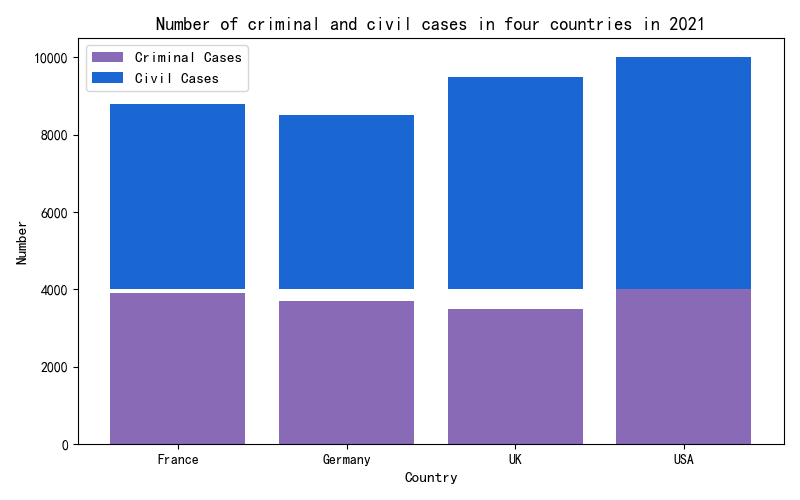 Number of criminal and civil cases in four countries in 2021
Criminal Cases
Civil Cases
10000
8000
6000
4000
2000
0
Number
France Germany UK USA
Country